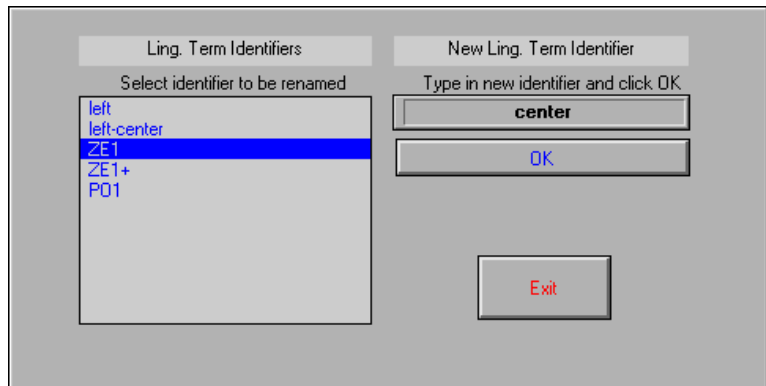 Ling. Term Identifiers
Select identifier to be renamed
left
left-center
ZE1
ZE1+
PO1
New Ling. Term Identifier
Type in new identifier and click OK
center
OK
Exit